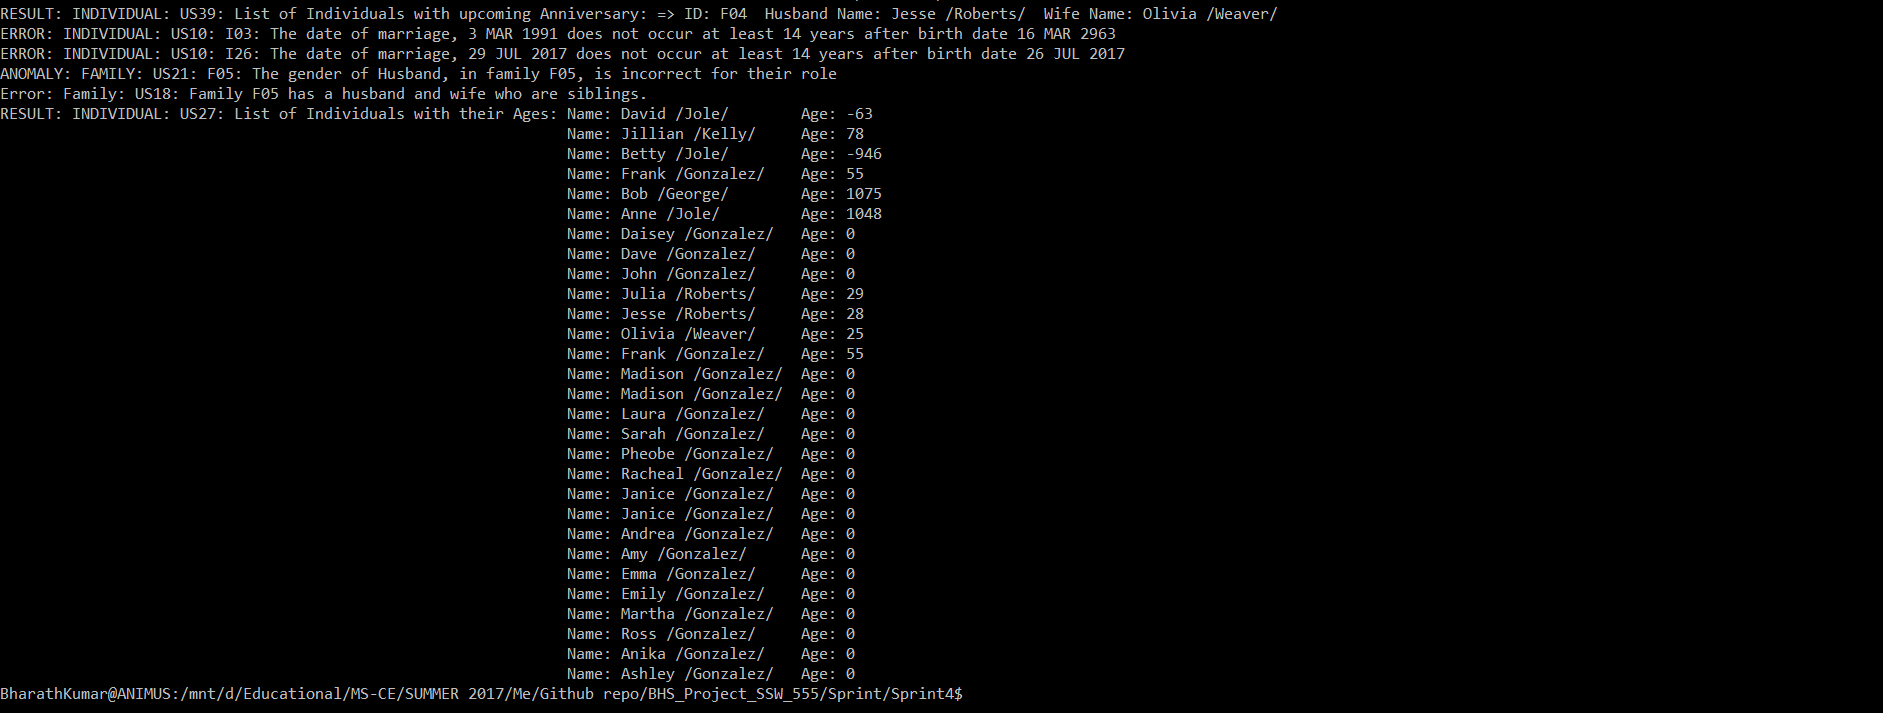 RESULT: INDIVIDUAL: US39: List of Individuals with upcoming Anniversary: => ID: F04  Husband Name: Jesse /Roberts/  Wife Name: Olivia /Weaver/
ERROR: INDIVIDUAL: US10: I03: The date of marriage, 3 MAR 1991 does not occur at least 14 years after birth date 16 MAR 2963
ERROR: INDIVIDUAL: US10: I26: The date of marriage, 29 JUL 2017 does not occur at least 14 years after birth date 26 JUL 2017
ANOMALY: FAMILY: US21: F05: The gender of Husband, in family F05, is incorrect for their role
Error: Family: US18: Family F05 has a husband and wife who are siblings.
RESULT: INDIVIDUAL: US27: List of Individuals with their Ages: Name: David /Jole/        Age: -63
Name: Jillian /Kelly/     Age: 78
Name: Betty /Jole/        Age: -946
Name: Frank /Gonzalez/    Age: 55
Name: Bob /George/        Age: 1075
Name: Anne /Jole/         Age: 1048
Name: Daisey /Gonzalez/   Age: 0
Name: Dave /Gonzalez/     Age: 0
Name: John /Gonzalez/     Age: 0
Name: Julia /Roberts/     Age: 29
Name: Jesse /Roberts/     Age: 28
Name: Olivia /Weaver/     Age: 25
Name: Frank /Gonzalez/    Age: 55
Name: Madison /Gonzalez/  Age: 0
Name: Madison /Gonzalez/  Age: 0
Name: Laura /Gonzalez/    Age: 0
Name: Sarah /Gonzalez/    Age: 0
Name: Pheobe /Gonzalez/   Age: 0
Name: Racheal /Gonzalez/  Age: 0
Name: Janice /Gonzalez/   Age: 0
Name: Janice /Gonzalez/   Age: 0
Name: Andrea /Gonzalez/   Age: 0
Name: Amy /Gonzalez/      Age: 0
Name: Emma /Gonzalez/     Age: 0
Name: Emily /Gonzalez/    Age: 0
Name: Martha /Gonzalez/   Age: 0
Name: Ross /Gonzalez/     Age: 0
Name: Anika /Gonzalez/    Age: 0
Name: Ashley /Gonzalez/   Age: 0
BharathKumar@ANIMUS:/mnt/d/Educational/MS-CE/SUMMER 2017/Me/Github repo/BHS_Project_SSW_555/Sprint/Sprint4$